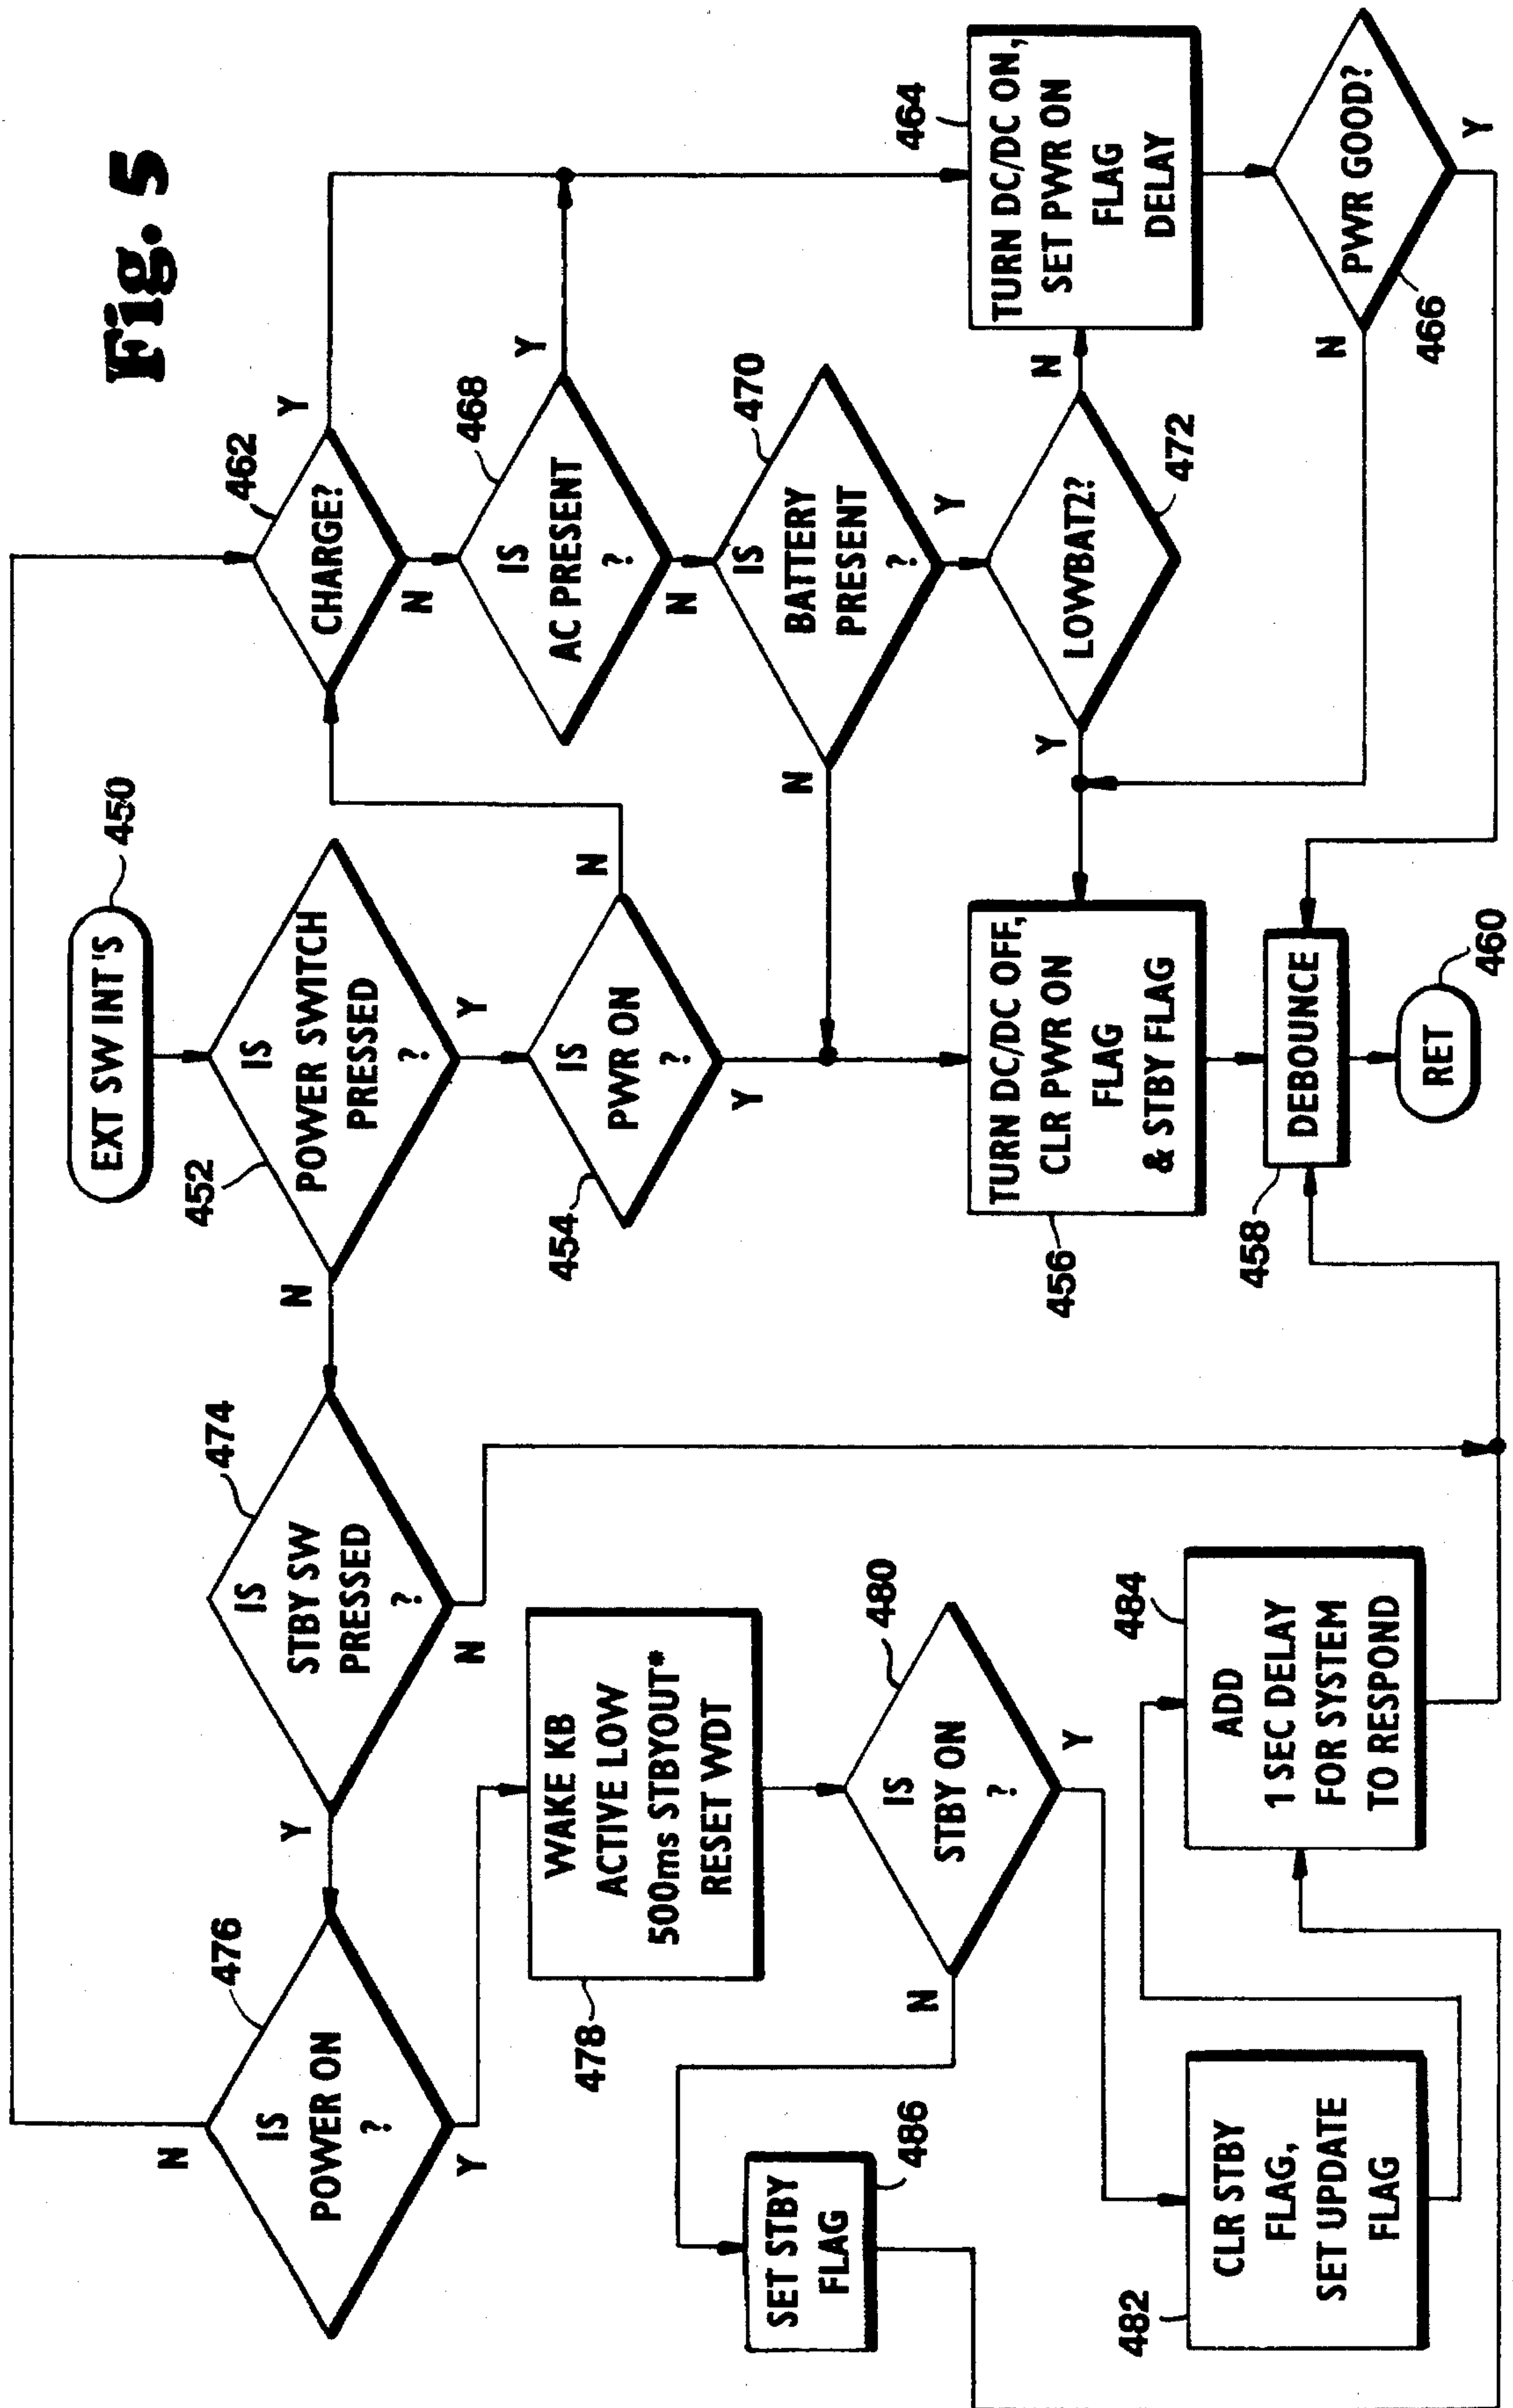 Fig. 5
EXT SW INT'S
450
IS
POWER SWITCH
PRESSED
?
452
N
Y
IS
PWR ON
?
454
N
Y
TURN DC/DC OFF,
CLR PWR ON
FLAG
& STBY FLAG
456
DEBOUNCE
458
RET
460
CHARGE?
462
Y
N
IS
AC PRESENT
?
468
Y
N
IS
BATTERY
PRESENT
?
470
N
Y
LOWBAT2?
472
Y
N
TURN DC/DC ON,
SET PWR ON
FLAG
DELAY
464
PWR GOOD?
466
N
Y
IS
STBY SW
PRESSED
?
474
Y
N
IS
POWER ON
?
476
N
Y
WAKE KB
ACTIVE LOW
500ms STBYOUT*
RESET WDT
478
IS
STBY ON
?
480
N
Y
SET STBY
FLAG
486
CLR STBY
FLAG,
SET UPDATE
FLAG
482
ADD
1 SEC DELAY
FOR SYSTEM
TO RESPOND
484